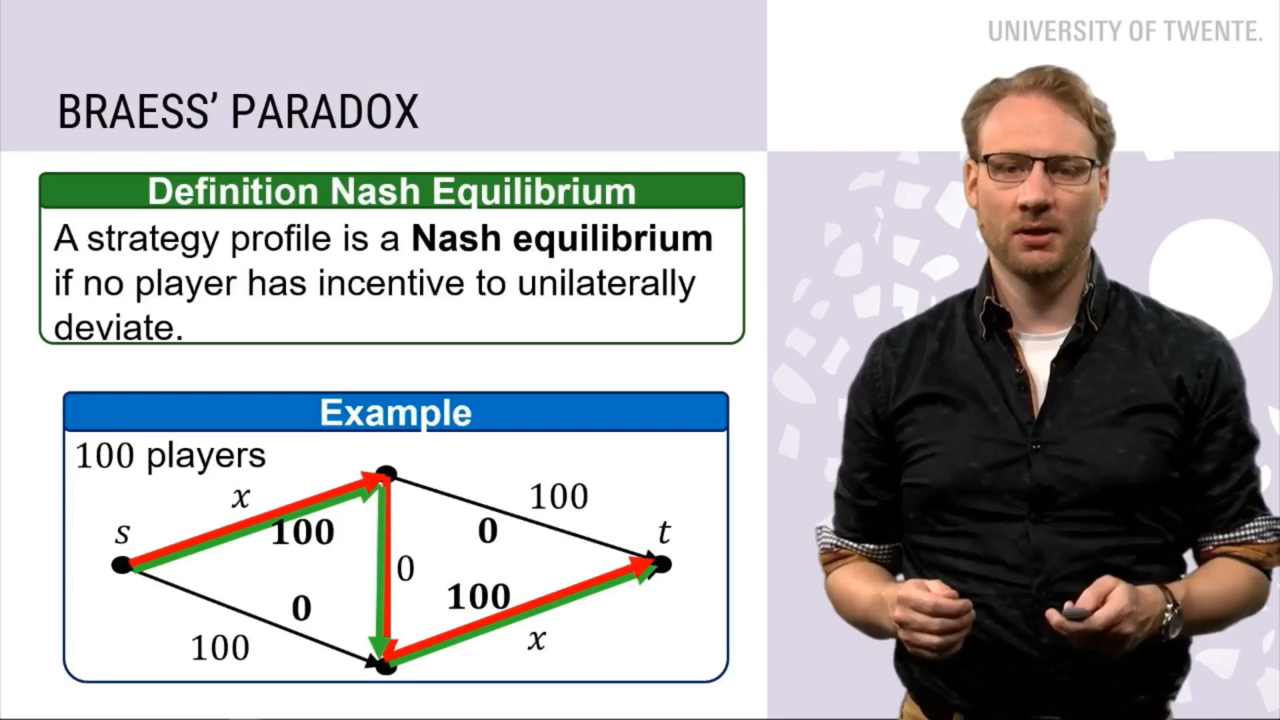 UNIVERSITY OF TWENTE.
BRAESS' PARADOX
Definition Nash Equilibrium
A strategy profile is a Nash equilibrium
if no player has incentive to unilaterally
deviate.
Example
100 players
x
100
s
100
0
t
0
100
0
100
x